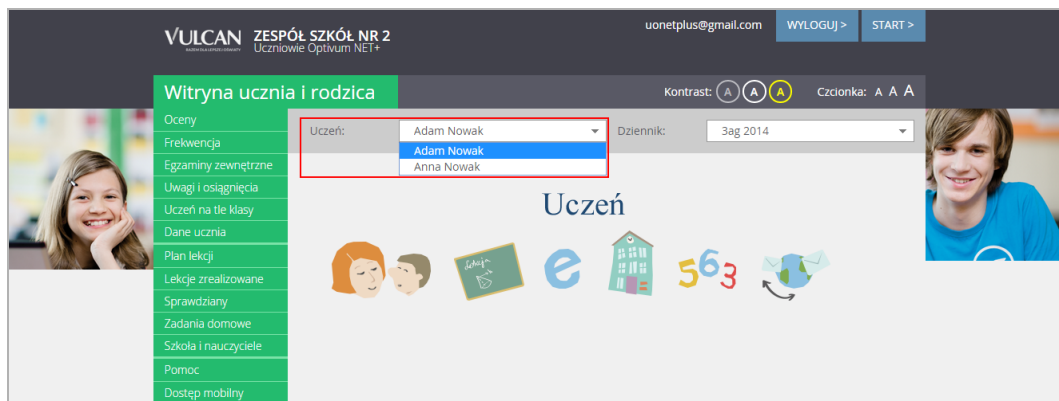 uonetplus@gmail.com WYLOGUJ > START >
VULCAN ZESPÓŁ SZKÓŁ NR 2
Uczniowie Optivum NET+
Witryna ucznia i rodzica
Kontrast: A A A Czcionka: A A A
Oceny
Frekwencja
Egzaminy zewnętrzne
Uwagi i osiągnięcia
Uczeń na tle klasy
Dane ucznia
Plan lekcji
Lekcje zrealizowane
Sprawdziany
Zadania domowe
Szkoła i nauczyciele
Pomoc
Dostęp mobilny
Uczeń: Adam Nowak Dziennik: 3ag 2014
Adam Nowak
Anna Nowak
Uczeń
e 563